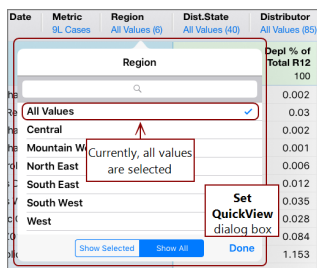 Date Metric Region Dist.State Distributor
9L Cases All Values (6) All Values (40) All Values (85)
Depl % of
Total R12
100
Region
All Values
Central
Mountain W
North East
South East
South West
West
Currently, all values
are selected
0.002
0.03
0.002
0.001
0.006
0.012
0.035
0.028
0.084
1.153
Set
QuickView
dialog box
Show Selected Show All Done